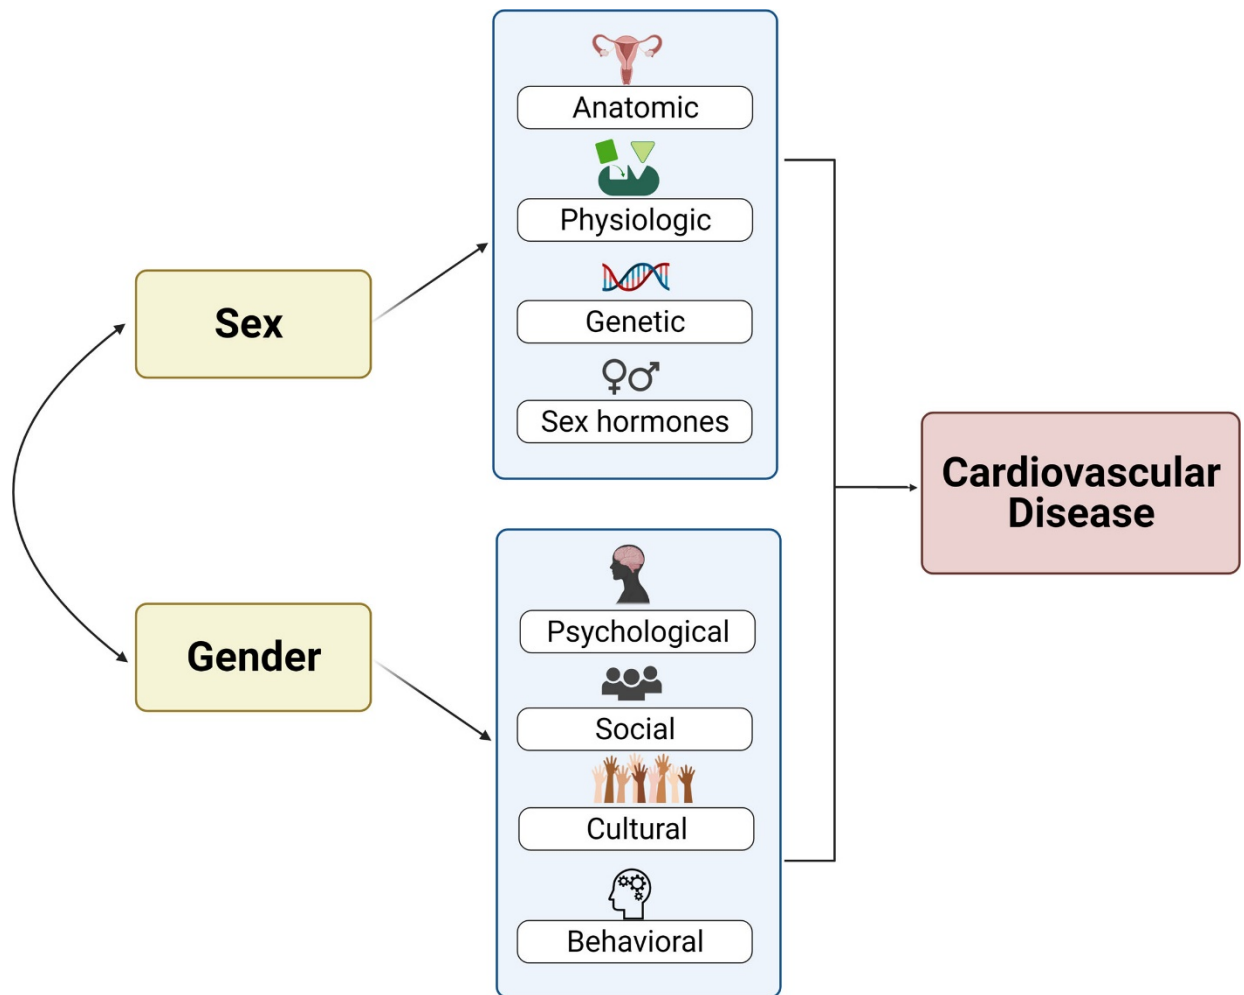 Anatomic
Physiologic
Genetic
Sex hormones
Sex
Gender
Psychological
Social
Cultural
Behavioral
Cardiovascular
Disease